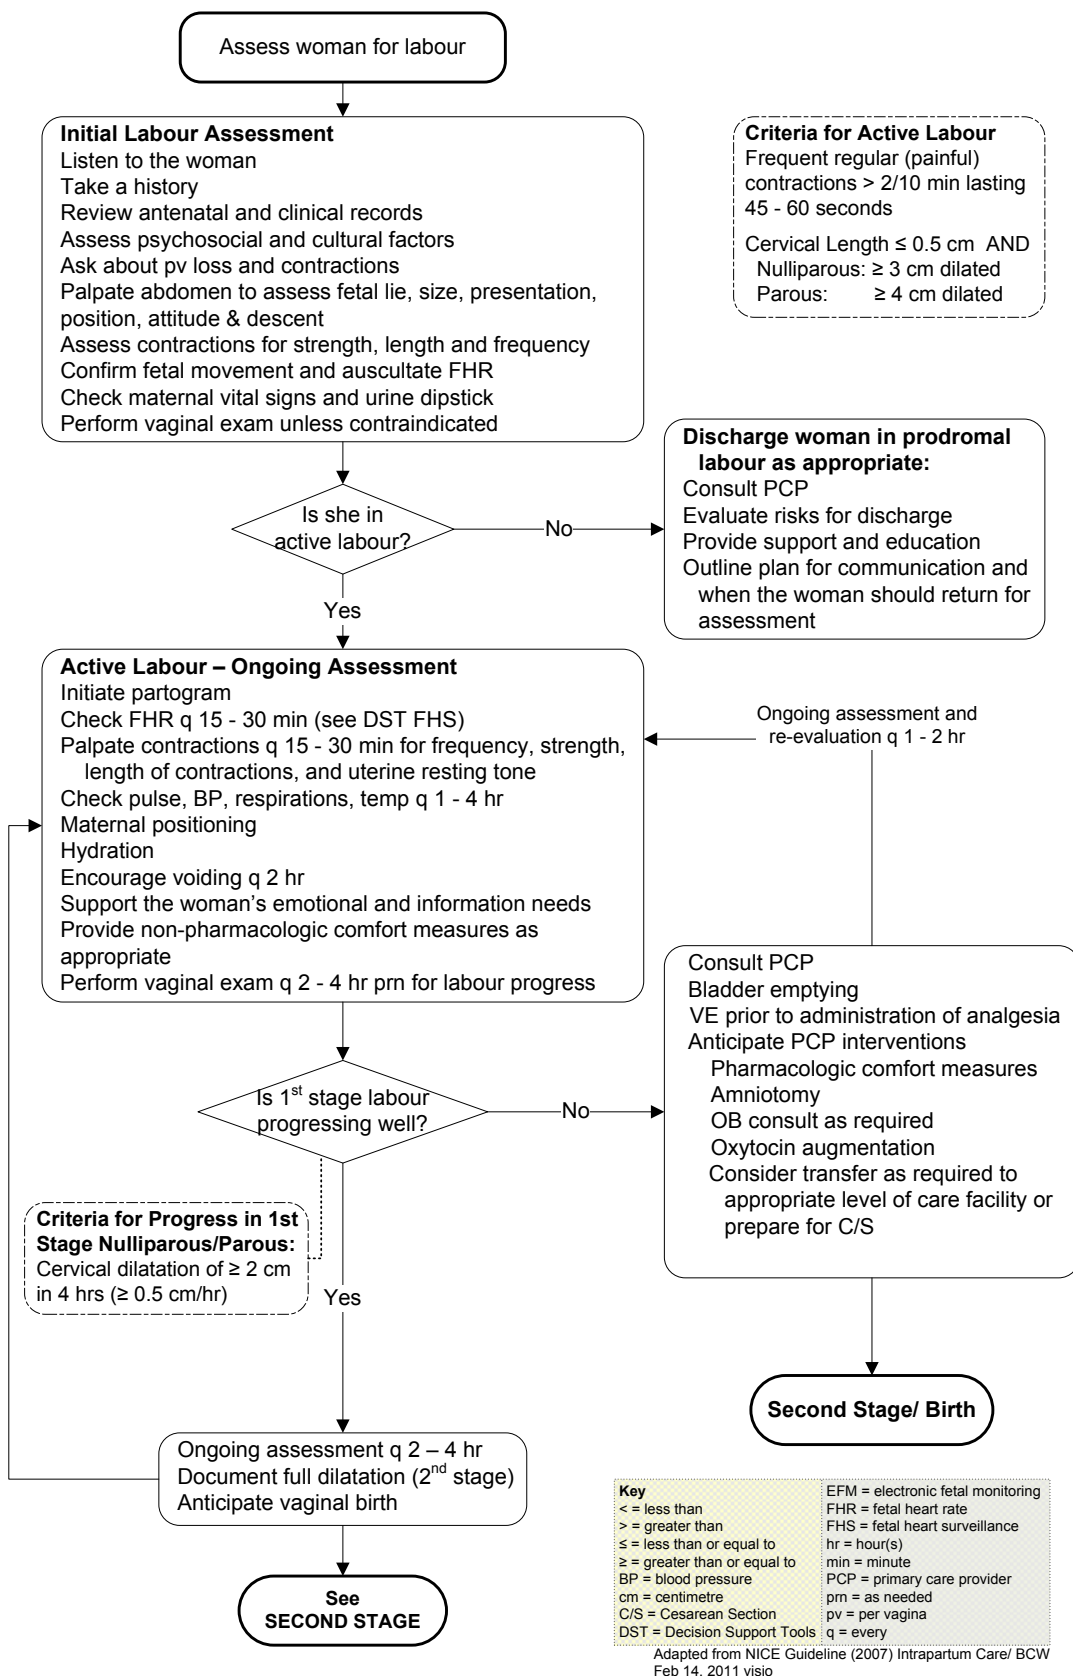 Assess woman for labour
Initial Labour Assessment
Listen to the woman
Take a history
Review antenatal and clinical records
Assess psychosocial and cultural factors
Ask about pv loss and contractions
Palpate abdomen to assess fetal lie, size, presentation,
position, attitude & descent
Assess contractions for strength, length and frequency
Confirm fetal movement and auscultate FHR
Check maternal vital signs and urine dipstick
Perform vaginal exam unless contraindicated
Criteria for Active Labour
Frequent regular (painful)
contractions > 2/10 min lasting
45 - 60 seconds
Cervical Length ≤ 0.5 cm AND
Nulliparous: ≥ 3 cm dilated
Parous: ≥ 4 cm dilated
Is she in
active labour?
No
Discharge woman in prodromal
labour as appropriate:
Consult PCP
Evaluate risks for discharge
Provide support and education
Outline plan for communication and
when the woman should return for
assessment
Yes
Active Labour – Ongoing Assessment
Initiate partogram
Check FHR q 15 - 30 min (see DST FHS)
Palpate contractions q 15 - 30 min for frequency, strength,
length of contractions, and uterine resting tone
Check pulse, BP, respirations, temp q 1 - 4 hr
Maternal positioning
Hydration
Encourage voiding q 2 hr
Support the woman's emotional and information needs
Provide non-pharmacologic comfort measures as
appropriate
Perform vaginal exam q 2 - 4 hr prn for labour progress
Ongoing assessment and
re-evaluation q 1 - 2 hr
Is 1st stage labour
progressing well?
No
Consult PCP
Bladder emptying
VE prior to administration of analgesia
Anticipate PCP interventions
Pharmacologic comfort measures
Amniotomy
OB consult as required
Oxytocin augmentation
Consider transfer as required to
appropriate level of care facility or
prepare for C/S
Criteria for Progress in 1st
Stage Nulliparous/Parous:
Cervical dilatation of ≥ 2 cm
in 4 hrs (≥ 0.5 cm/hr)
Yes
Second Stage/ Birth
Ongoing assessment q 2 – 4 hr
Document full dilatation (2nd stage)
Anticipate vaginal birth
See
SECOND STAGE
Key
< = less than
> = greater than
≤ = less than or equal to
≥ = greater than or equal to
BP = blood pressure
cm = centimetre
C/S = Cesarean Section
DST = Decision Support Tools
EFM = electronic fetal monitoring
FHR = fetal heart rate
FHS = fetal heart surveillance
hr = hour(s)
min = minute
PCP = primary care provider
prn = as needed
pv = per vagina
q = every
Adapted from NICE Guideline (2007) Intrapartum Care/ BCW
Feb 14, 2011 visio